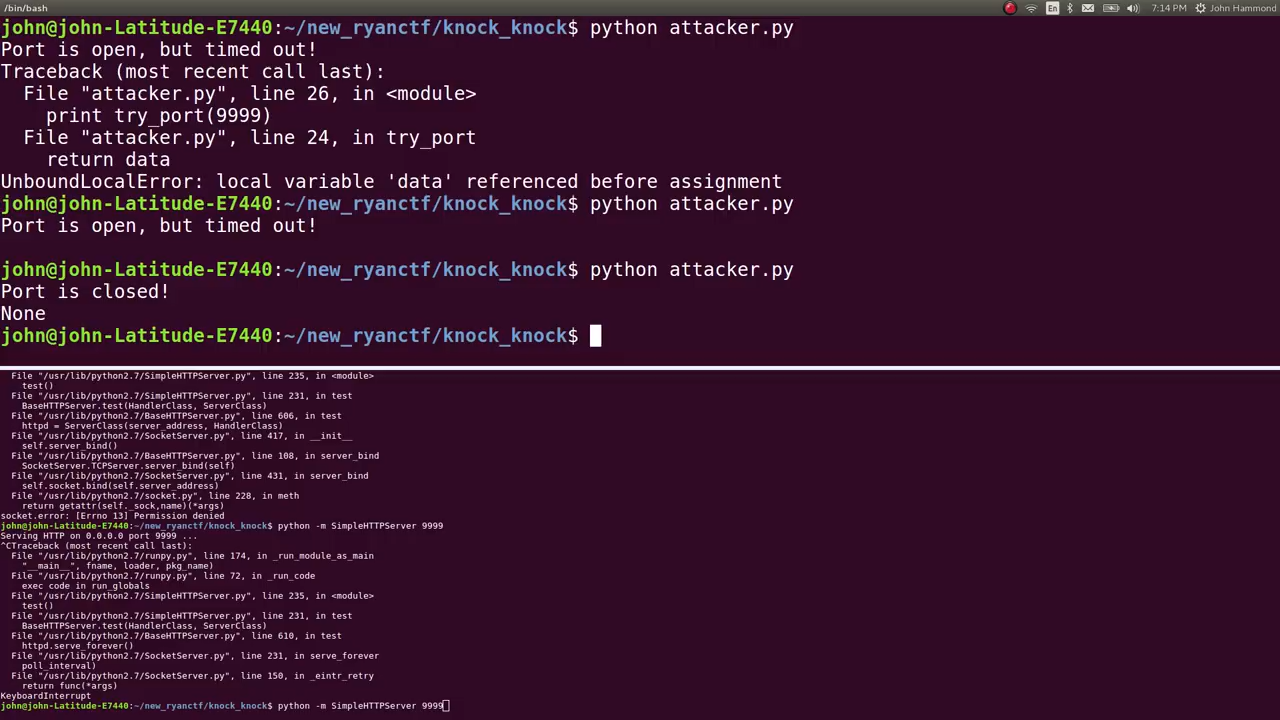 /bin/bash
En
7:14 PM
John Hammond
john@john-Latitude-E7440:~/new_ryanctf/knock_knock$ python attacker.py
Port is open, but timed out!
Traceback (most recent call last):
  File "attacker.py", line 26, in <module>
    print try_port(9999)
  File "attacker.py", line 24, in try_port
    return data
UnboundLocalError: local variable 'data' referenced before assignment
john@john-Latitude-E7440:~/new_ryanctf/knock_knock$ python attacker.py
Port is open, but timed out!
john@john-Latitude-E7440:~/new_ryanctf/knock_knock$ python attacker.py
Port is closed!
None
john@john-Latitude-E7440:~/new_ryanctf/knock_knock$
  File "/usr/lib/python2.7/SimpleHTTPServer.py", line 235, in <module>
    test()
  File "/usr/lib/python2.7/SimpleHTTPServer.py", line 231, in test
    BaseHTTPServer.test(HandlerClass, ServerClass)
  File "/usr/lib/python2.7/BaseHTTPServer.py", line 606, in test
    httpd = ServerClass(server_address, HandlerClass)
  File "/usr/lib/python2.7/SocketServer.py", line 417, in __init__
    self.server_bind()
  File "/usr/lib/python2.7/BaseHTTPServer.py", line 108, in server_bind
    SocketServer.TCPServer.server_bind(self)
  File "/usr/lib/python2.7/SocketServer.py", line 431, in server_bind
    self.socket.bind(self.server_address)
  File "/usr/lib/python2.7/socket.py", line 228, in meth
    return getattr(self._sock,name)(*args)
socket.error: [Errno 13] Permission denied
john@john-Latitude-E7440:~/new_ryanctf/knock_knock$ python -m SimpleHTTPServer 9999
Serving HTTP on 0.0.0.0 port 9999 ...
^CTraceback (most recent call last):
  File "/usr/lib/python2.7/runpy.py", line 174, in _run_module_as_main
    "__main__", fname, loader, pkg_name)
  File "/usr/lib/python2.7/runpy.py", line 72, in _run_code
    exec code in run_globals
  File "/usr/lib/python2.7/SimpleHTTPServer.py", line 235, in <module>
    test()
  File "/usr/lib/python2.7/SimpleHTTPServer.py", line 231, in test
    BaseHTTPServer.test(HandlerClass, ServerClass)
  File "/usr/lib/python2.7/BaseHTTPServer.py", line 610, in test
    httpd.serve_forever()
  File "/usr/lib/python2.7/SocketServer.py", line 231, in serve_forever
    poll_interval)
  File "/usr/lib/python2.7/SocketServer.py", line 150, in _eintr_retry
    return func(*args)
KeyboardInterrupt
john@john-Latitude-E7440:~/new_ryanctf/knock_knock$ python -m SimpleHTTPServer 9999